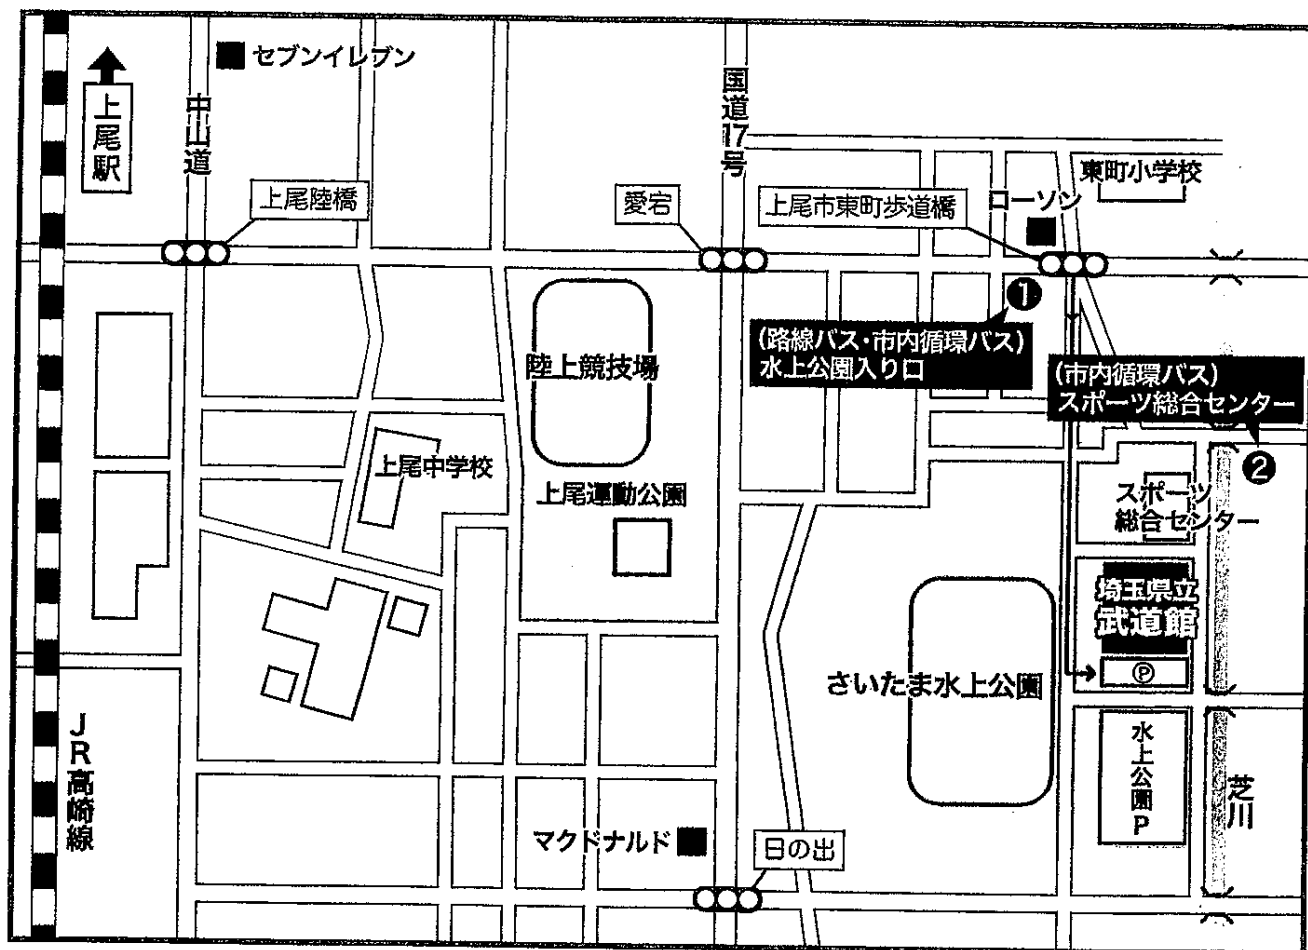 セブンイレブン
上尾駅
中山道
国道17号
東町小学校
上尾陸橋
愛宕
上尾市東町歩道橋
ローソン
❶
(路線バス・市内循環バス)
水上公園入り口
陸上競技場
(市内循環バス)
スポーツ総合センター
❷
上尾中学校
上尾運動公園
スポーツ
総合センター
埼玉県立
武道館
Ⓟ
さいたま水上公園
JR高崎線
水上公園P
芝川
マクドナルド
日の出